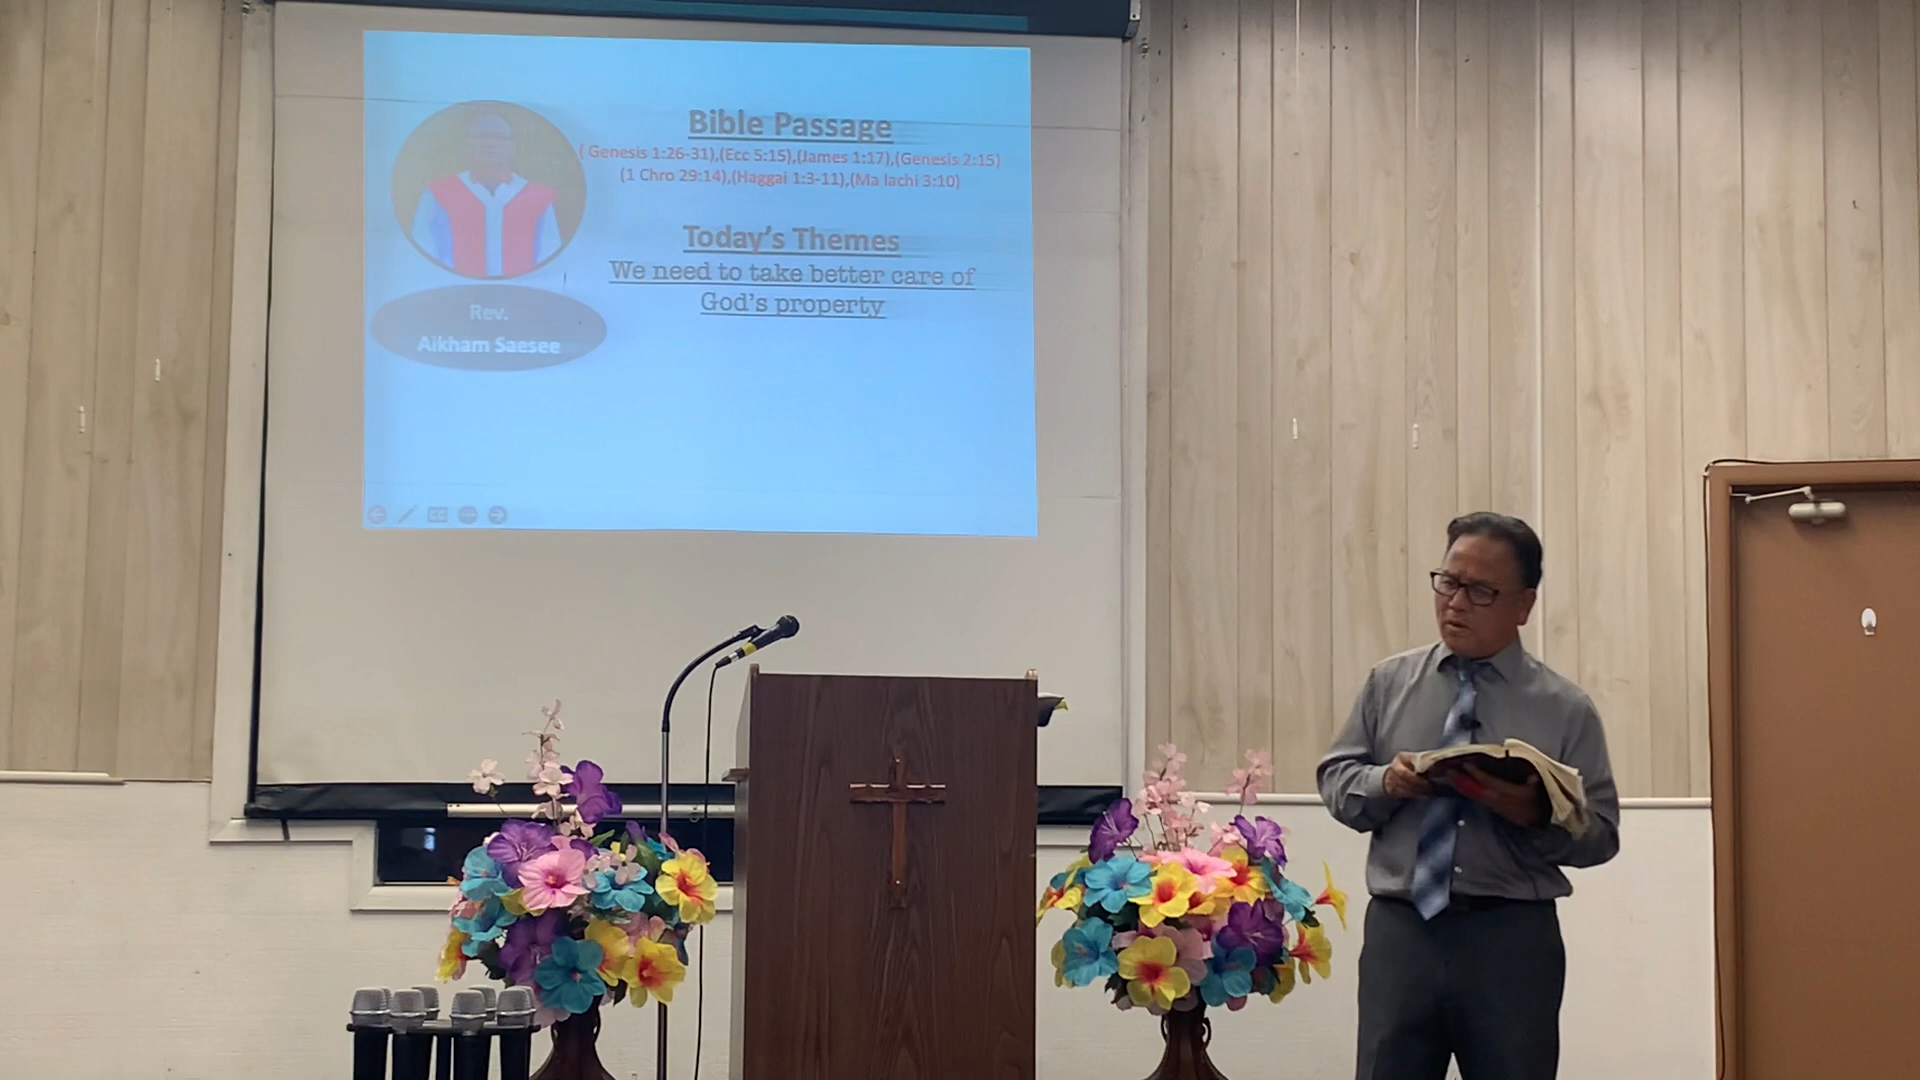 Bible Passage
( Genesis 1:26-31),(Ecc 5:15),(James 1:17),(Genesis 2:15)
(1 Chro 29:14),(Haggai 1:3-11),(Ma lachi 3:10)
Today's Themes
We need to take better care of
God's property
Rev.
Aikham Saesee
CC